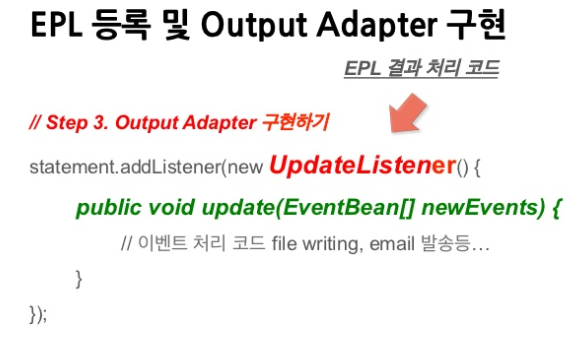 EPL 등록 및 Output Adapter 구현
EPL 결과 처리 코드
// Step 3. Output Adapter 구현하기
statement.addListener(new UpdateListener() {
public void update(EventBean[] newEvents) {
// 이벤트 처리 코드 file writing, email 발송등…
}
});